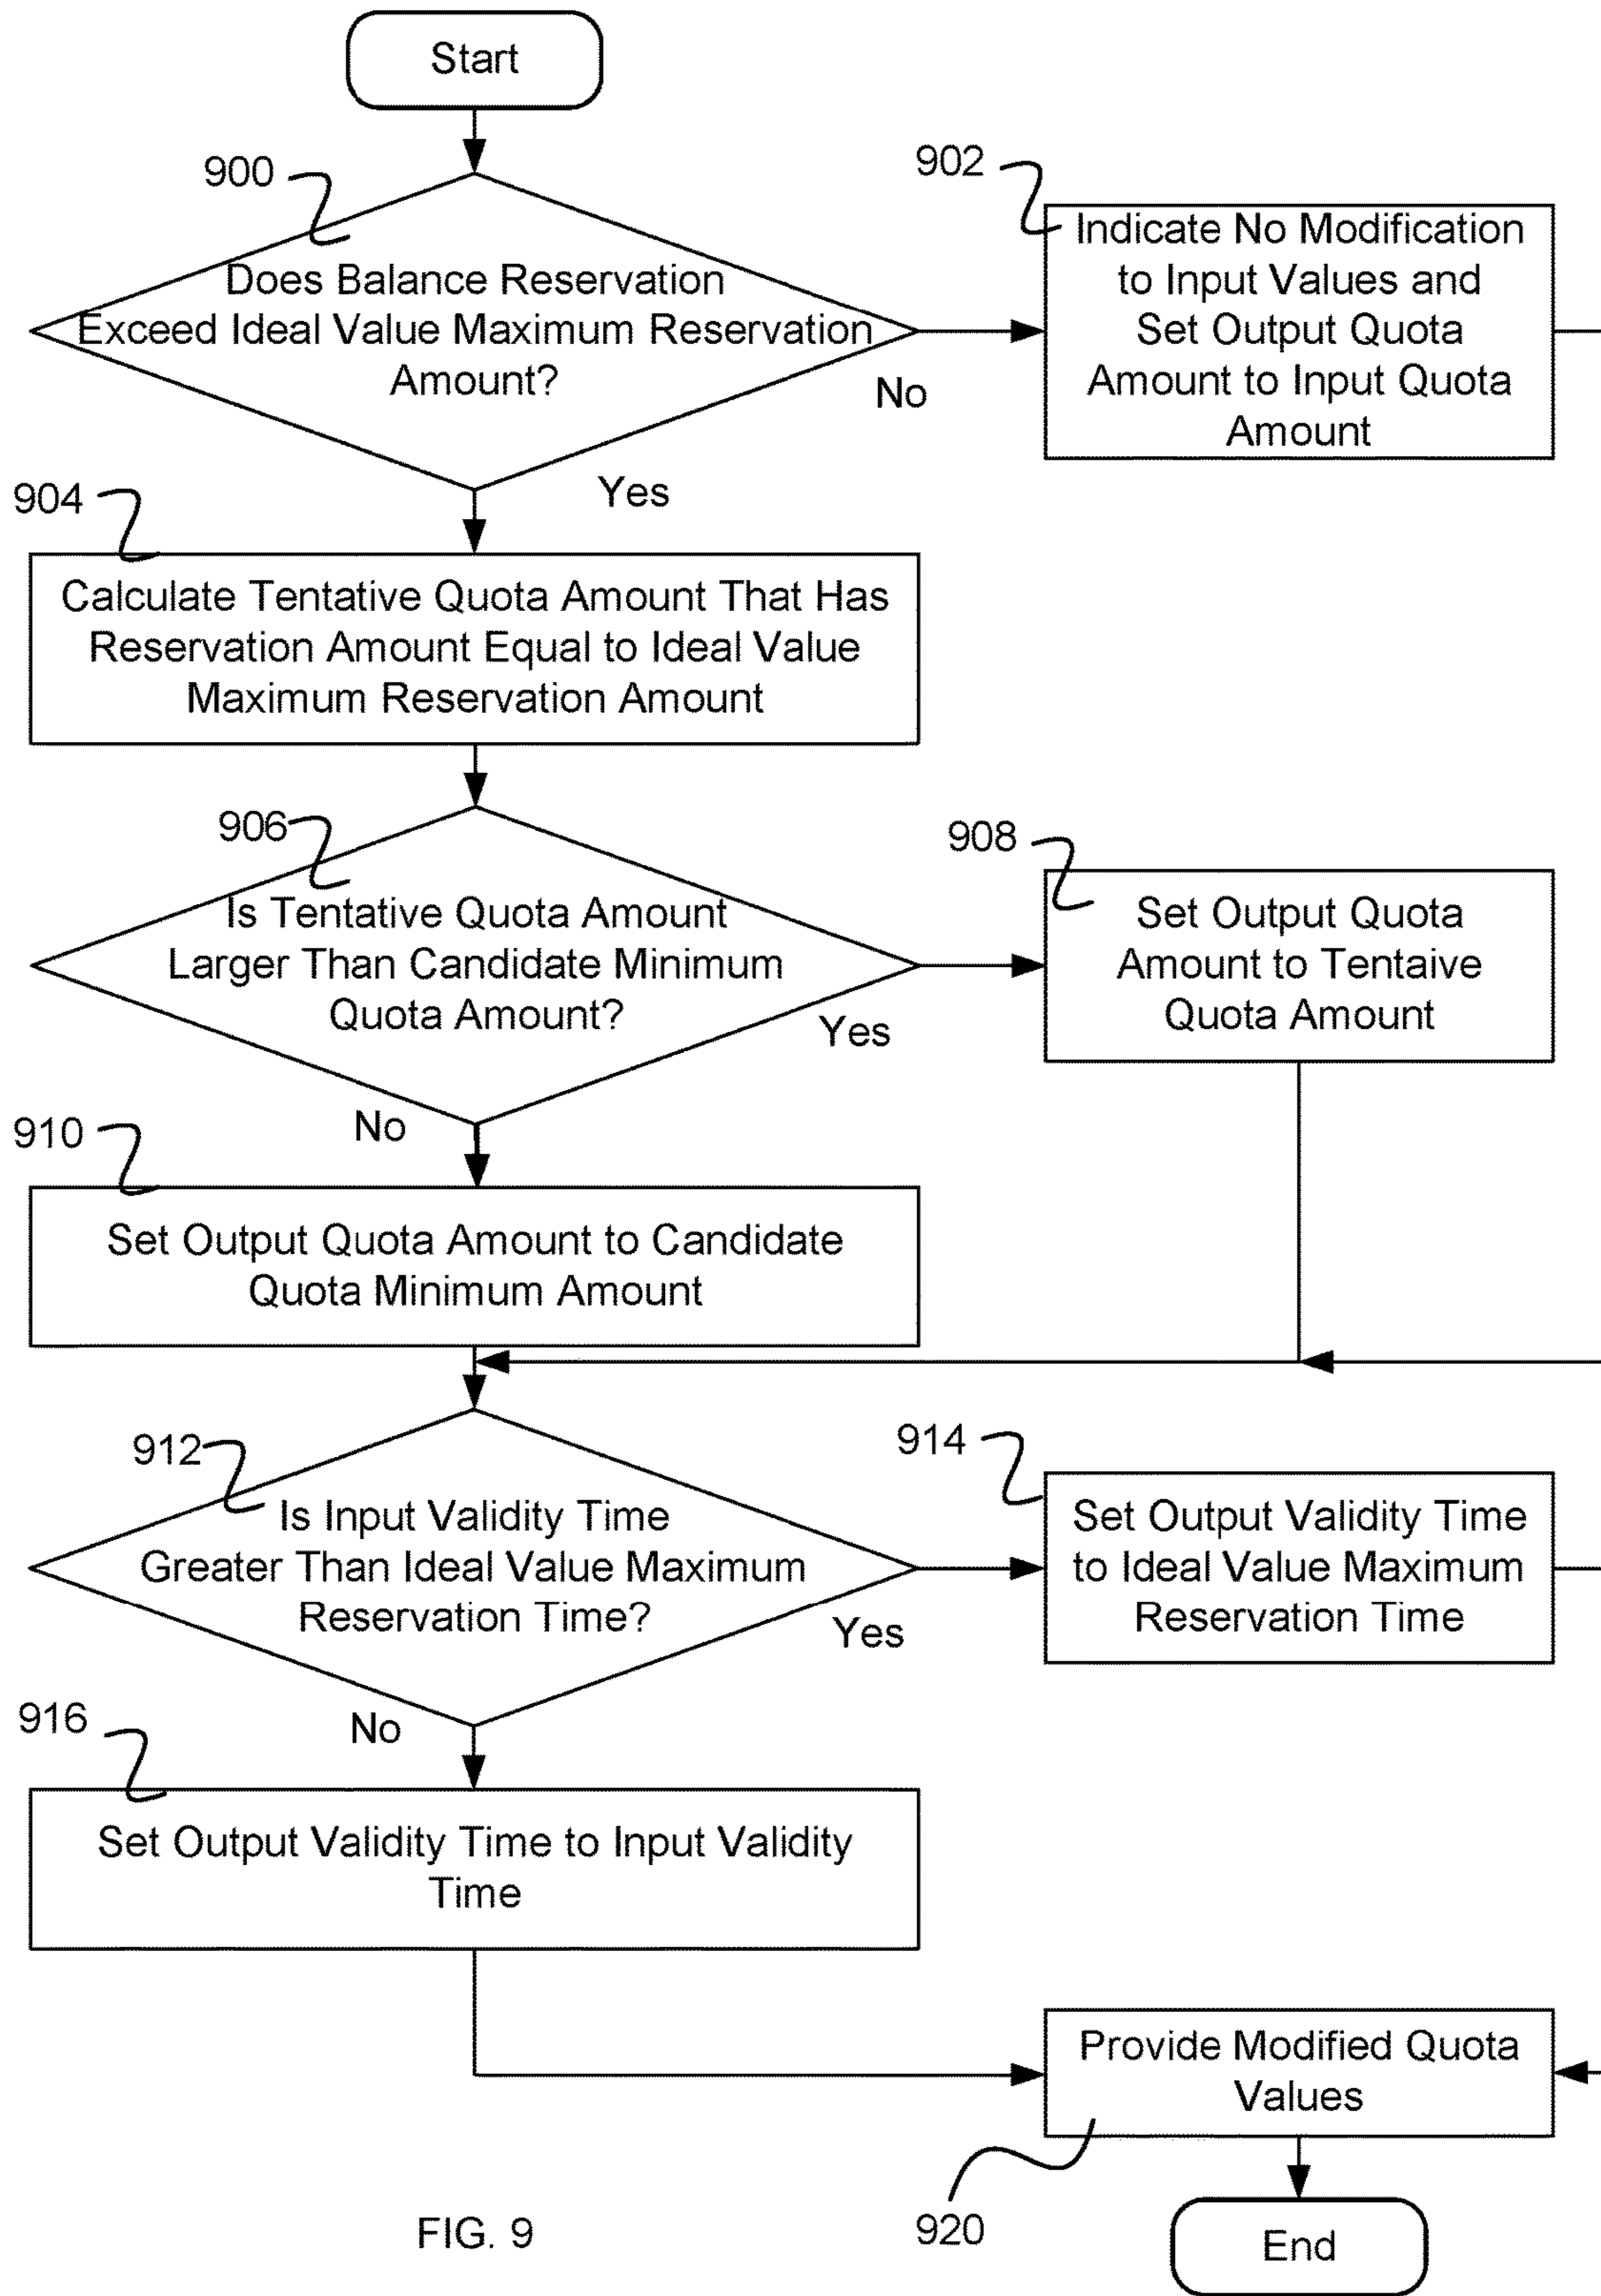 Start
900
Does Balance Reservation
Exceed Ideal Value Maximum Reservation
Amount?
No
Yes
902
Indicate No Modification
to Input Values and
Set Output Quota
Amount to Input Quota
Amount
904
Calculate Tentative Quota Amount That Has
Reservation Amount Equal to Ideal Value
Maximum Reservation Amount
906
Is Tentative Quota Amount
Larger Than Candidate Minimum
Quota Amount?
Yes
No
908
Set Output Quota
Amount to Tentaive
Quota Amount
910
Set Output Quota Amount to Candidate
Quota Minimum Amount
912
Is Input Validity Time
Greater Than Ideal Value Maximum
Reservation Time?
Yes
No
914
Set Output Validity Time
to Ideal Value Maximum
Reservation Time
916
Set Output Validity Time to Input Validity
Time
Provide Modified Quota
Values
920
End
FIG. 9